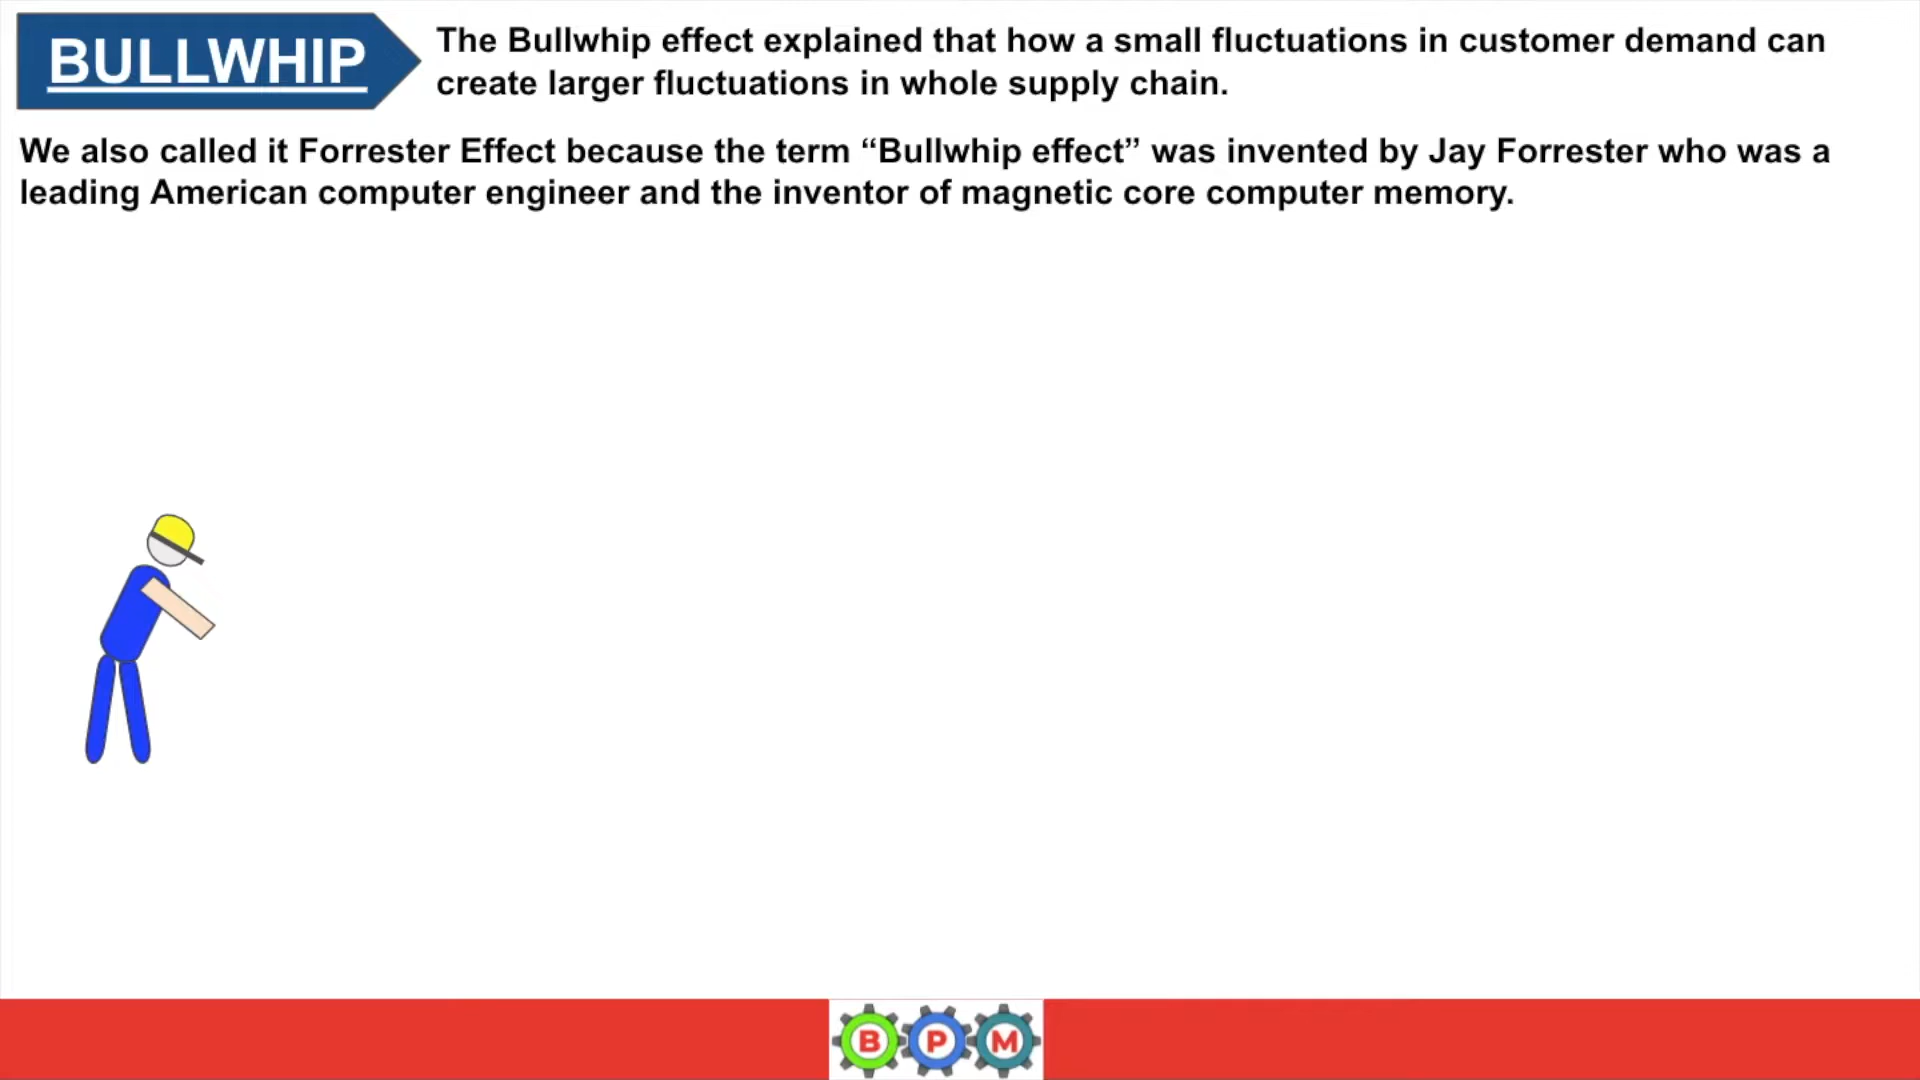 BULLWHIP
The Bullwhip effect explained that how a small fluctuations in customer demand can
create larger fluctuations in whole supply chain.
We also called it Forrester Effect because the term “Bullwhip effect” was invented by Jay Forrester who was a
leading American computer engineer and the inventor of magnetic core computer memory.
B P M